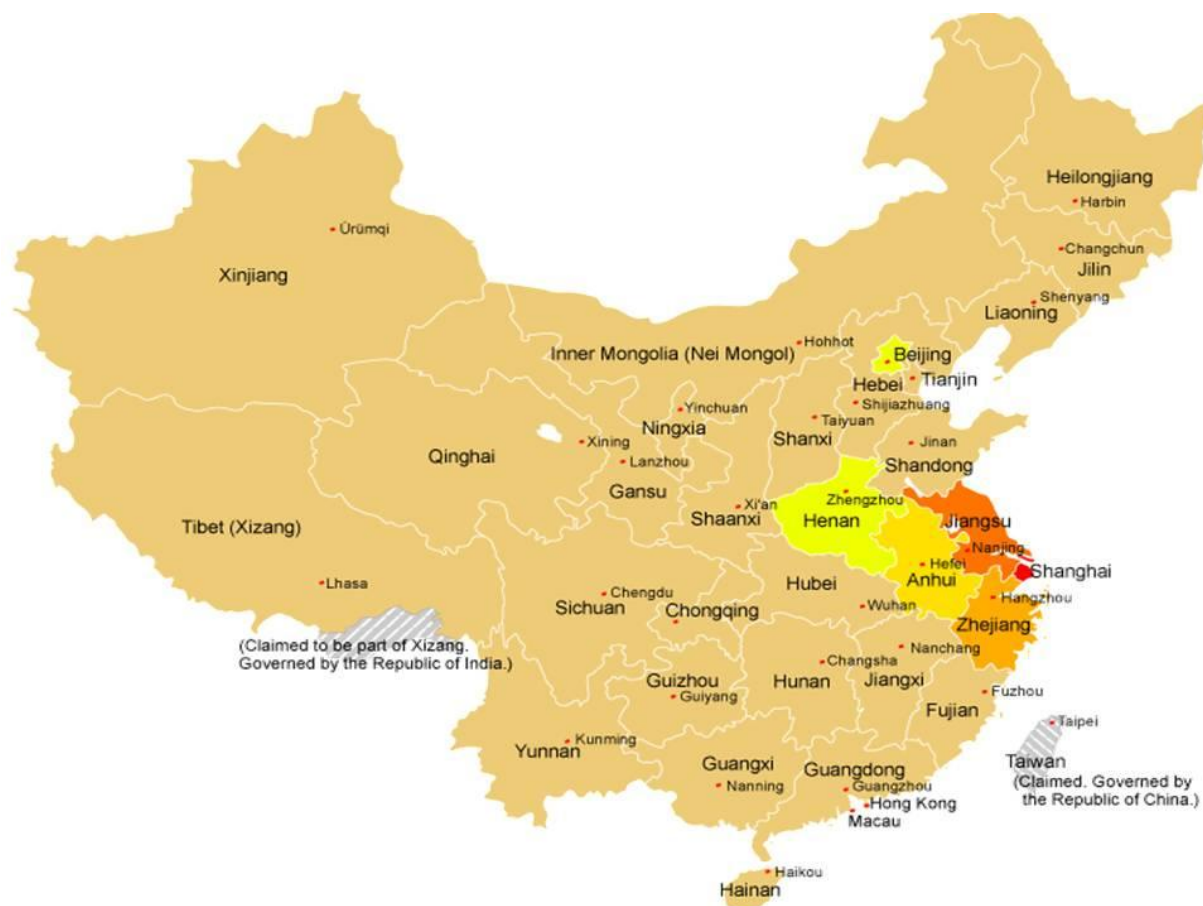 Heilongjiang
Harbin
Ürümqi
Changchun
Xinjiang
Jilin
Shenyang
Liaoning
Hohhot
Inner Mongolia (Nei Mongol)
Beijing
Tianjin
Hebei
Shijiazhuang
Yinchuan
Taiyuan
Ningxia
Shanxi
Xining
Jinan
Qinghai
Lanzhou
Shandong
Gansu
Zhengzhou
Xi'an
Shaanxi
Henan
Jiangsu
Tibet (Xizang)
Nanjing
Hefei
Shanghai
Anhui
Lhasa
Hubei
Chengdu
Hangzhou
Sichuan
Chongqing
Wuhan
Zhejiang
(Claimed to be part of Xizang.
Governed by the Republic of India.)
Nanchang
Changsha
Guizhou
Hunan
Jiangxi
Guiyang
Fuzhou
Fujian
Taipei
Kunming
Yunnan
Guangxi
Guangdong
Taiwan
(Claimed. Governed by
the Republic of China.)
Nanning
Guangzhou
Hong Kong
Macau
Haikou
Hainan